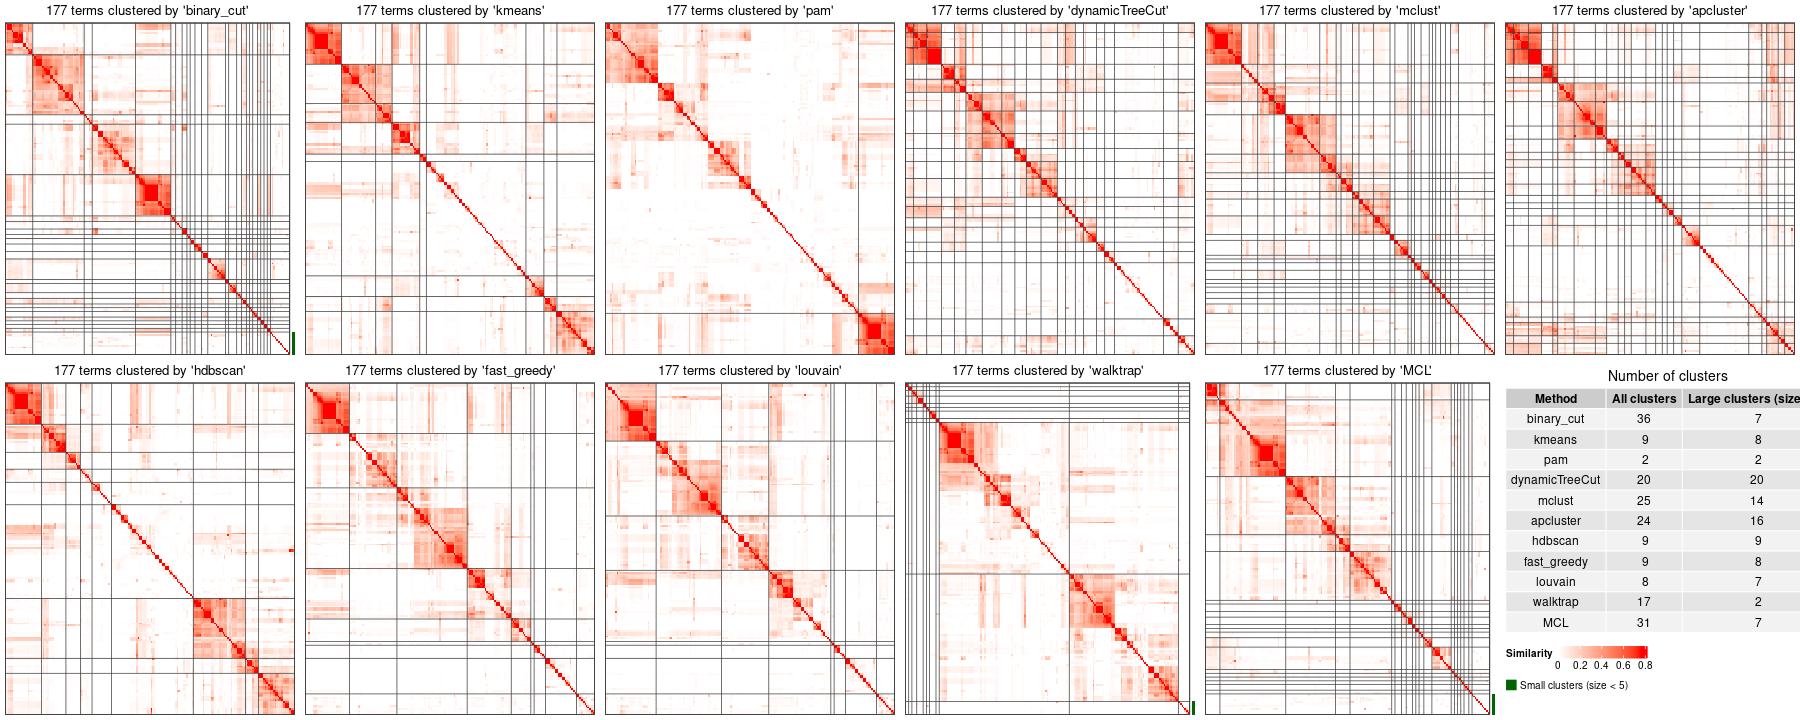 177 terms clustered by 'binary_cut'
177 terms clustered by 'kmeans'
177 terms clustered by 'pam'
177 terms clustered by 'dynamicTreeCut'
177 terms clustered by 'mclust'
177 terms clustered by 'apcluster'
177 terms clustered by 'hdbscan'
177 terms clustered by 'fast_greedy'
177 terms clustered by 'louvain'
177 terms clustered by 'walktrap'
177 terms clustered by 'MCL'
Number of clusters
Method All clusters Large clusters (size
binary_cut 36 7
kmeans 9 8
pam 2 2
dynamicTreeCut 20 20
mclust 25 14
apcluster 24 16
hdbscan 9 9
fast_greedy 9 8
louvain 8 7
walktrap 17 2
MCL 31 7
Similarity
0 0.2 0.4 0.6 0.8
Small clusters (size < 5)